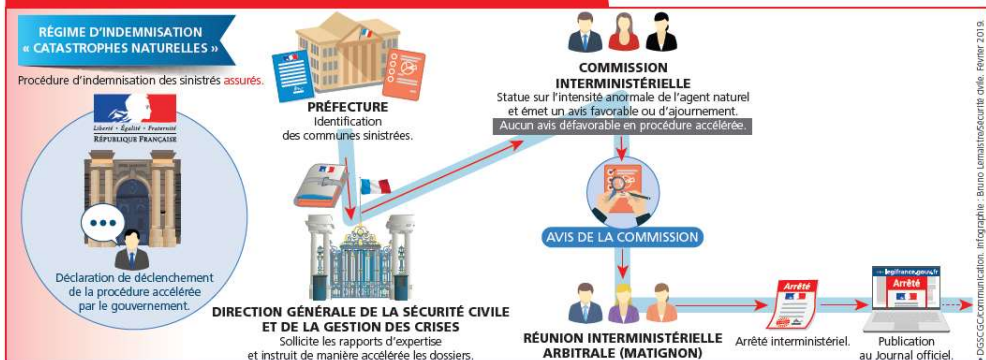 RÉGIME D'INDEMNISATION
« CATASTROPHES NATURELLES »
Procédure d'indemnisation des sinistrés assurés.
Liberté • Égalité • Fraternité
RÉPUBLIQUE FRANÇAISE
Déclaration de déclenchement
de la procédure accélérée
par le gouvernement.
PRÉFECTURE
Identification
des communes sinistrées.
DIRECTION GÉNÉRALE DE LA SÉCURITÉ CIVILE
ET DE LA GESTION DES CRISES
Sollicite les rapports d'expertise
et instruit de manière accélérée les dossiers.
COMMISSION
INTERMINISTÉRIELLE
Statue sur l'intensité anormale de l'agent naturel
et émet un avis favorable ou d'ajournement.
Aucun avis défavorable en procédure accélérée.
AVIS DE LA COMMISSION
RÉUNION INTERMINISTÉRIELLE
ARBITRALE (MATIGNON)
Arrêté
Arrêté interministériel.
legifrance.gouv.fr
Arrêté
Publication
au Journal officiel.
DGSCGC/Communication. Infographie : Bruno Lemaistre/Sécurité civile. Février 2019.